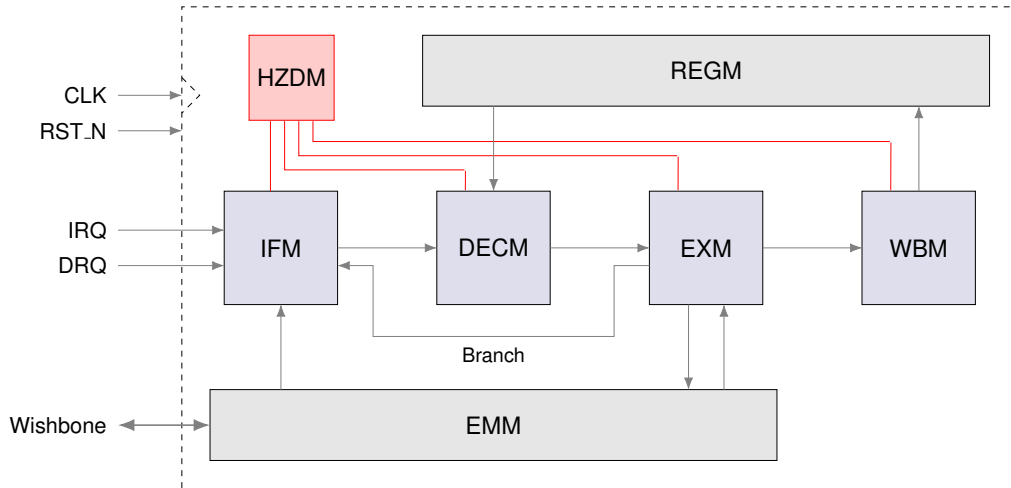 HZDM
REGM
CLK
RST_N
IRQ
DRQ
IFM
DECM
EXM
WBM
Branch
Wishbone
EMM